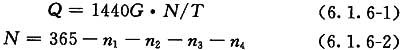 Q = 1440G · N/T (6.1.6-1)
N = 365 − n₁ − n₂ − n₃ − n₄ (6.1.6-2)